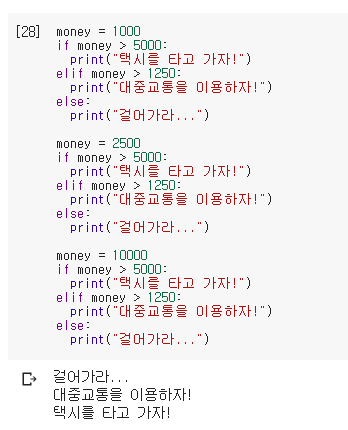 [28] money = 1000
if money > 5000:
  print("택시를 타고 가자!")
elif money > 1250:
  print("대중교통을 이용하자!")
else:
  print("걸어가라...")

money = 2500
if money > 5000:
  print("택시를 타고 가자!")
elif money > 1250:
  print("대중교통을 이용하자!")
else:
  print("걸어가라...")

money = 10000
if money > 5000:
  print("택시를 타고 가자!")
elif money > 1250:
  print("대중교통을 이용하자!")
else:
  print("걸어가라...")

걸어가라...
대중교통을 이용하자!
택시를 타고 가자!